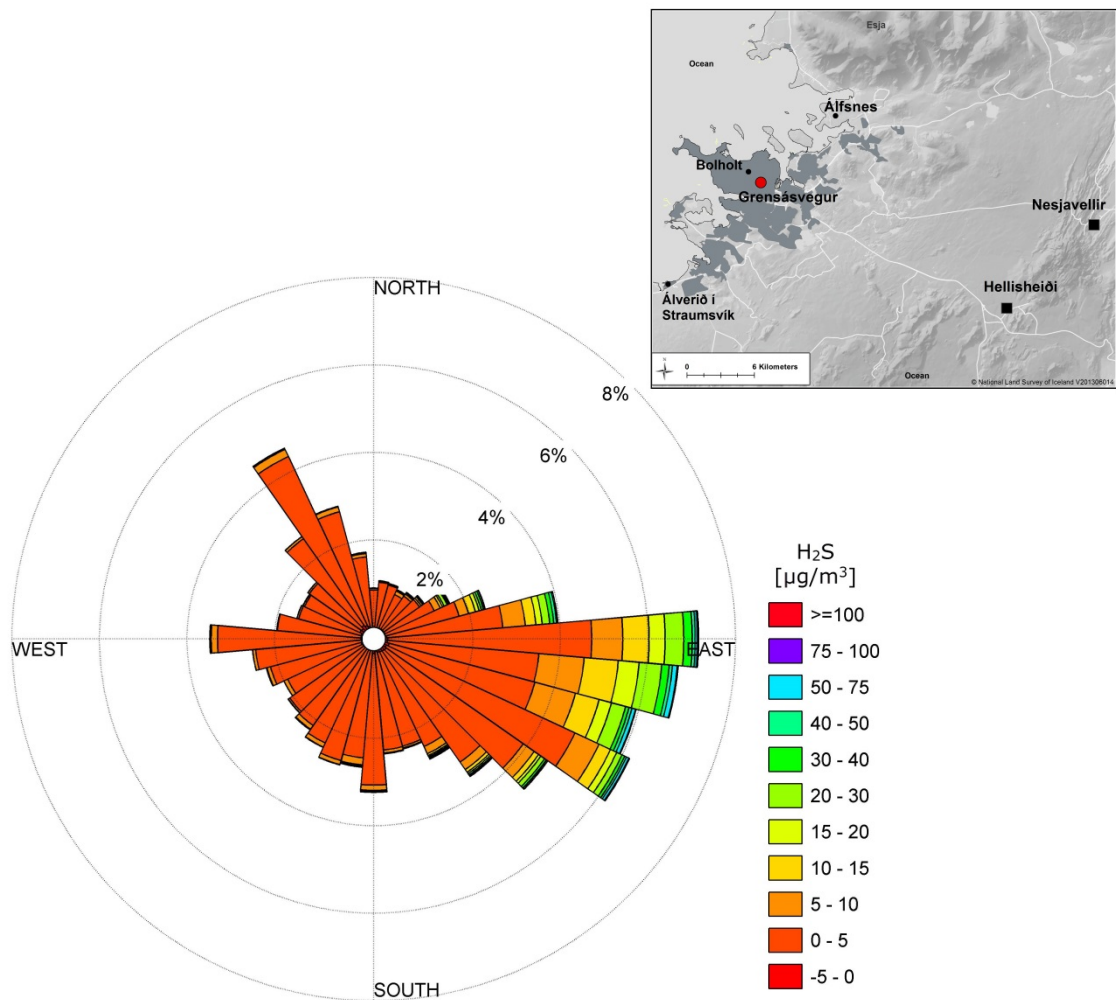 Esja
Ocean
Álfsnes
Bolholt
Grensásvegur
Nesjavellir
Hellisheiði
Álverið í
Straumsvík
N
0
6 Kilometers
Ocean
© National Land Survey of Iceland V201306014
NORTH
8%
6%
4%
2%
WEST
EAST
SOUTH
H₂S
[µg/m³]
>=100
75 - 100
50 - 75
40 - 50
30 - 40
20 - 30
15 - 20
10 - 15
5 - 10
0 - 5
-5 - 0